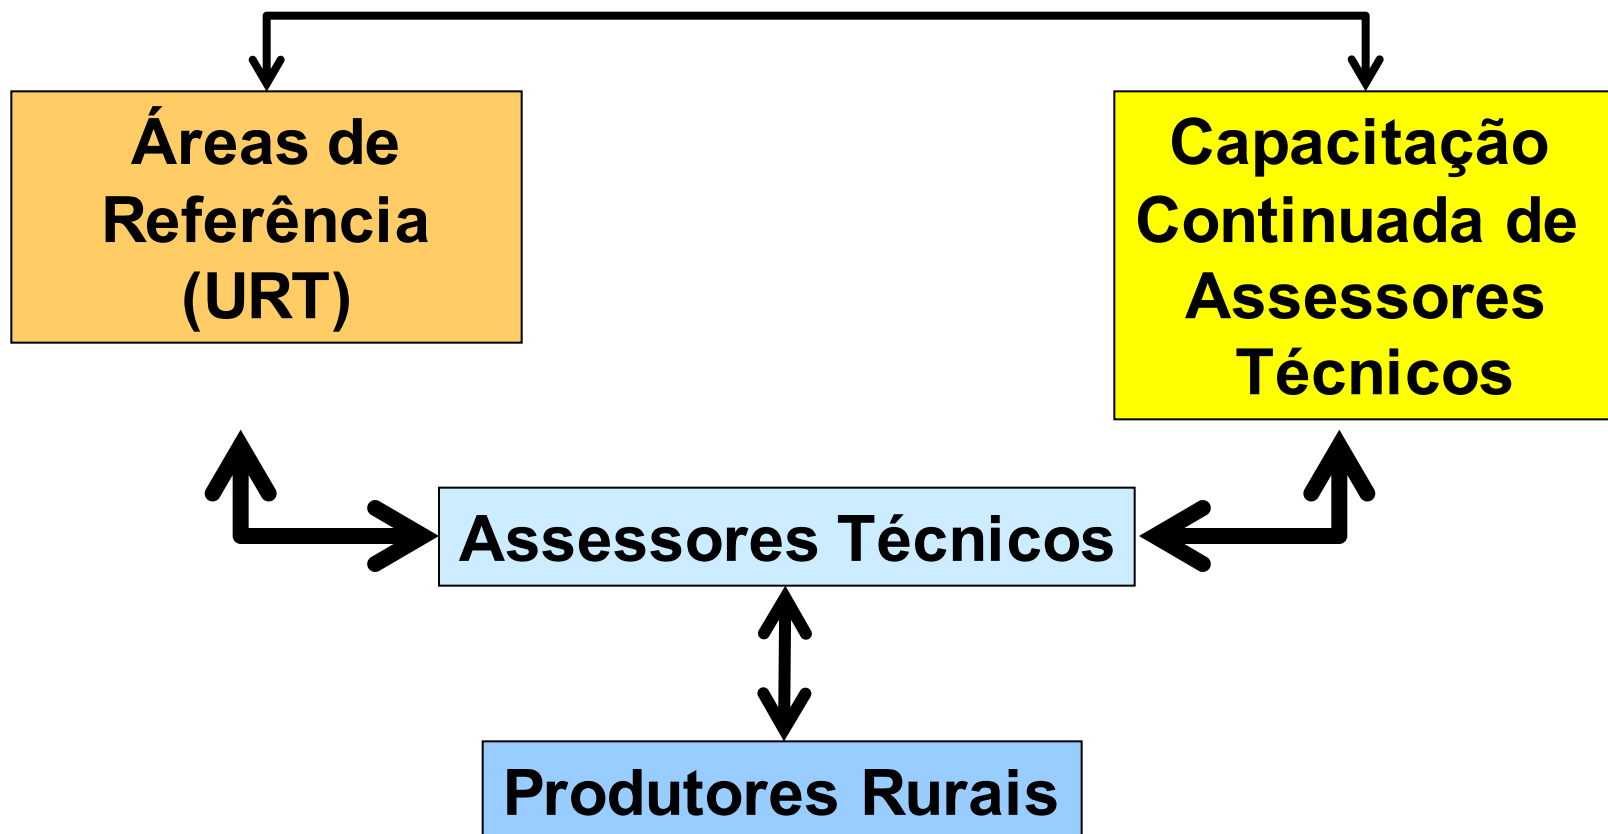 Áreas de
Referência
(URT)
Capacitação
Continuada de
Assessores
Técnicos
Assessores Técnicos
Produtores Rurais